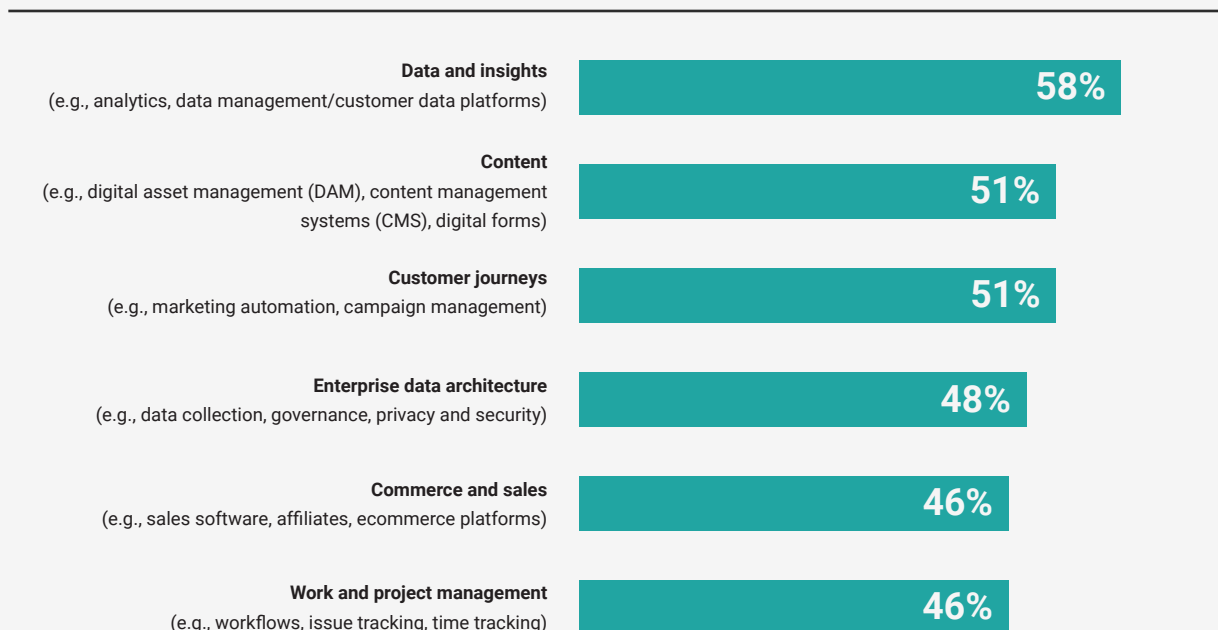 Data and insights
(e.g., analytics, data management/customer data platforms)
58%
Content
(e.g., digital asset management (DAM), content management
systems (CMS), digital forms)
51%
Customer journeys
(e.g., marketing automation, campaign management)
51%
Enterprise data architecture
(e.g., data collection, governance, privacy and security)
48%
Commerce and sales
(e.g., sales software, affiliates, ecommerce platforms)
46%
Work and project management
(e.g., workflows, issue tracking, time tracking)
46%